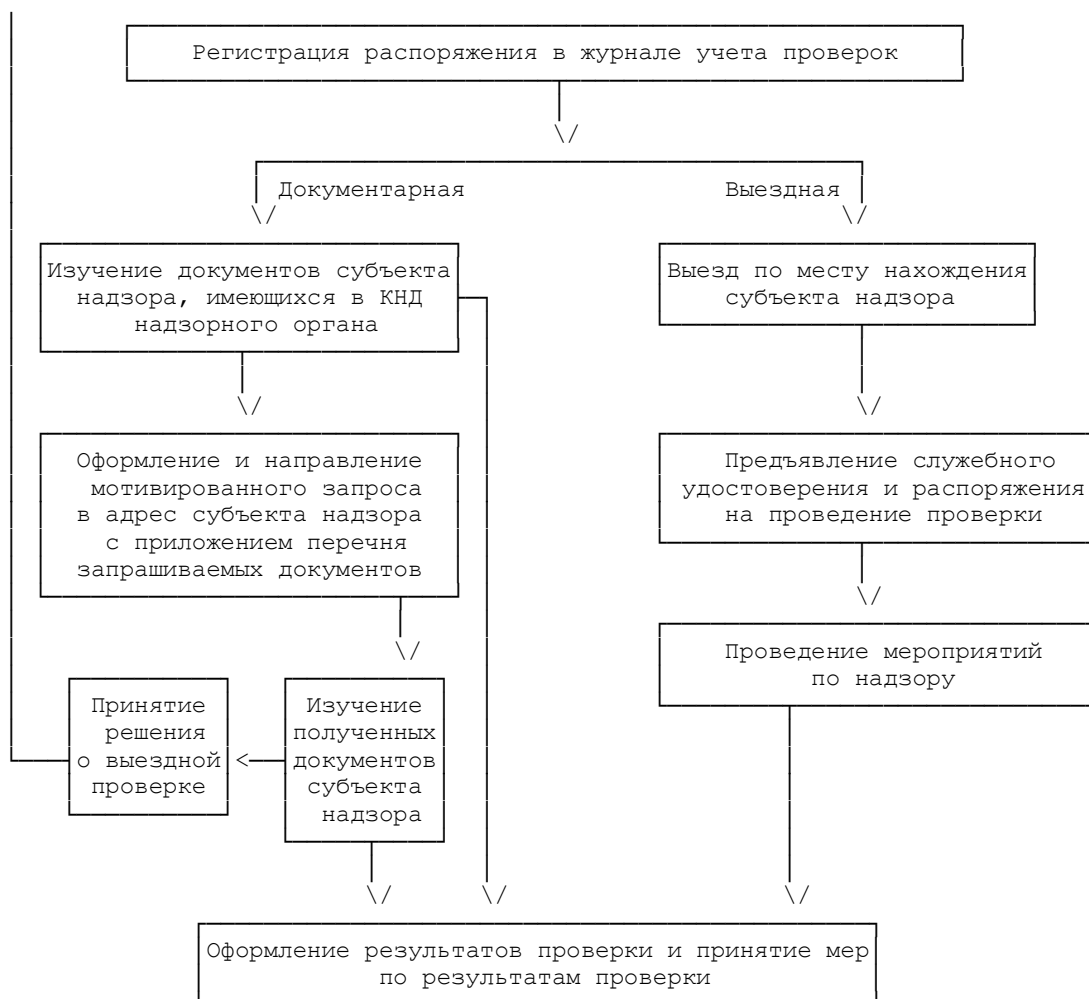 Регистрация распоряжения в журнале учета проверок
Документарная
Выездная
Изучение документов субъекта
надзора, имеющихся в КНД
надзорного органа
Выезд по месту нахождения
субъекта надзора
Оформление и направление
мотивированного запроса
в адрес субъекта надзора
с приложением перечня
запрашиваемых документов
Предъявление служебного
удостоверения и распоряжения
на проведение проверки
Проведение мероприятий
по надзору
Принятие
решения
о выездной
проверке
Изучение
полученных
документов
субъекта
надзора
Оформление результатов проверки и принятие мер
по результатам проверки